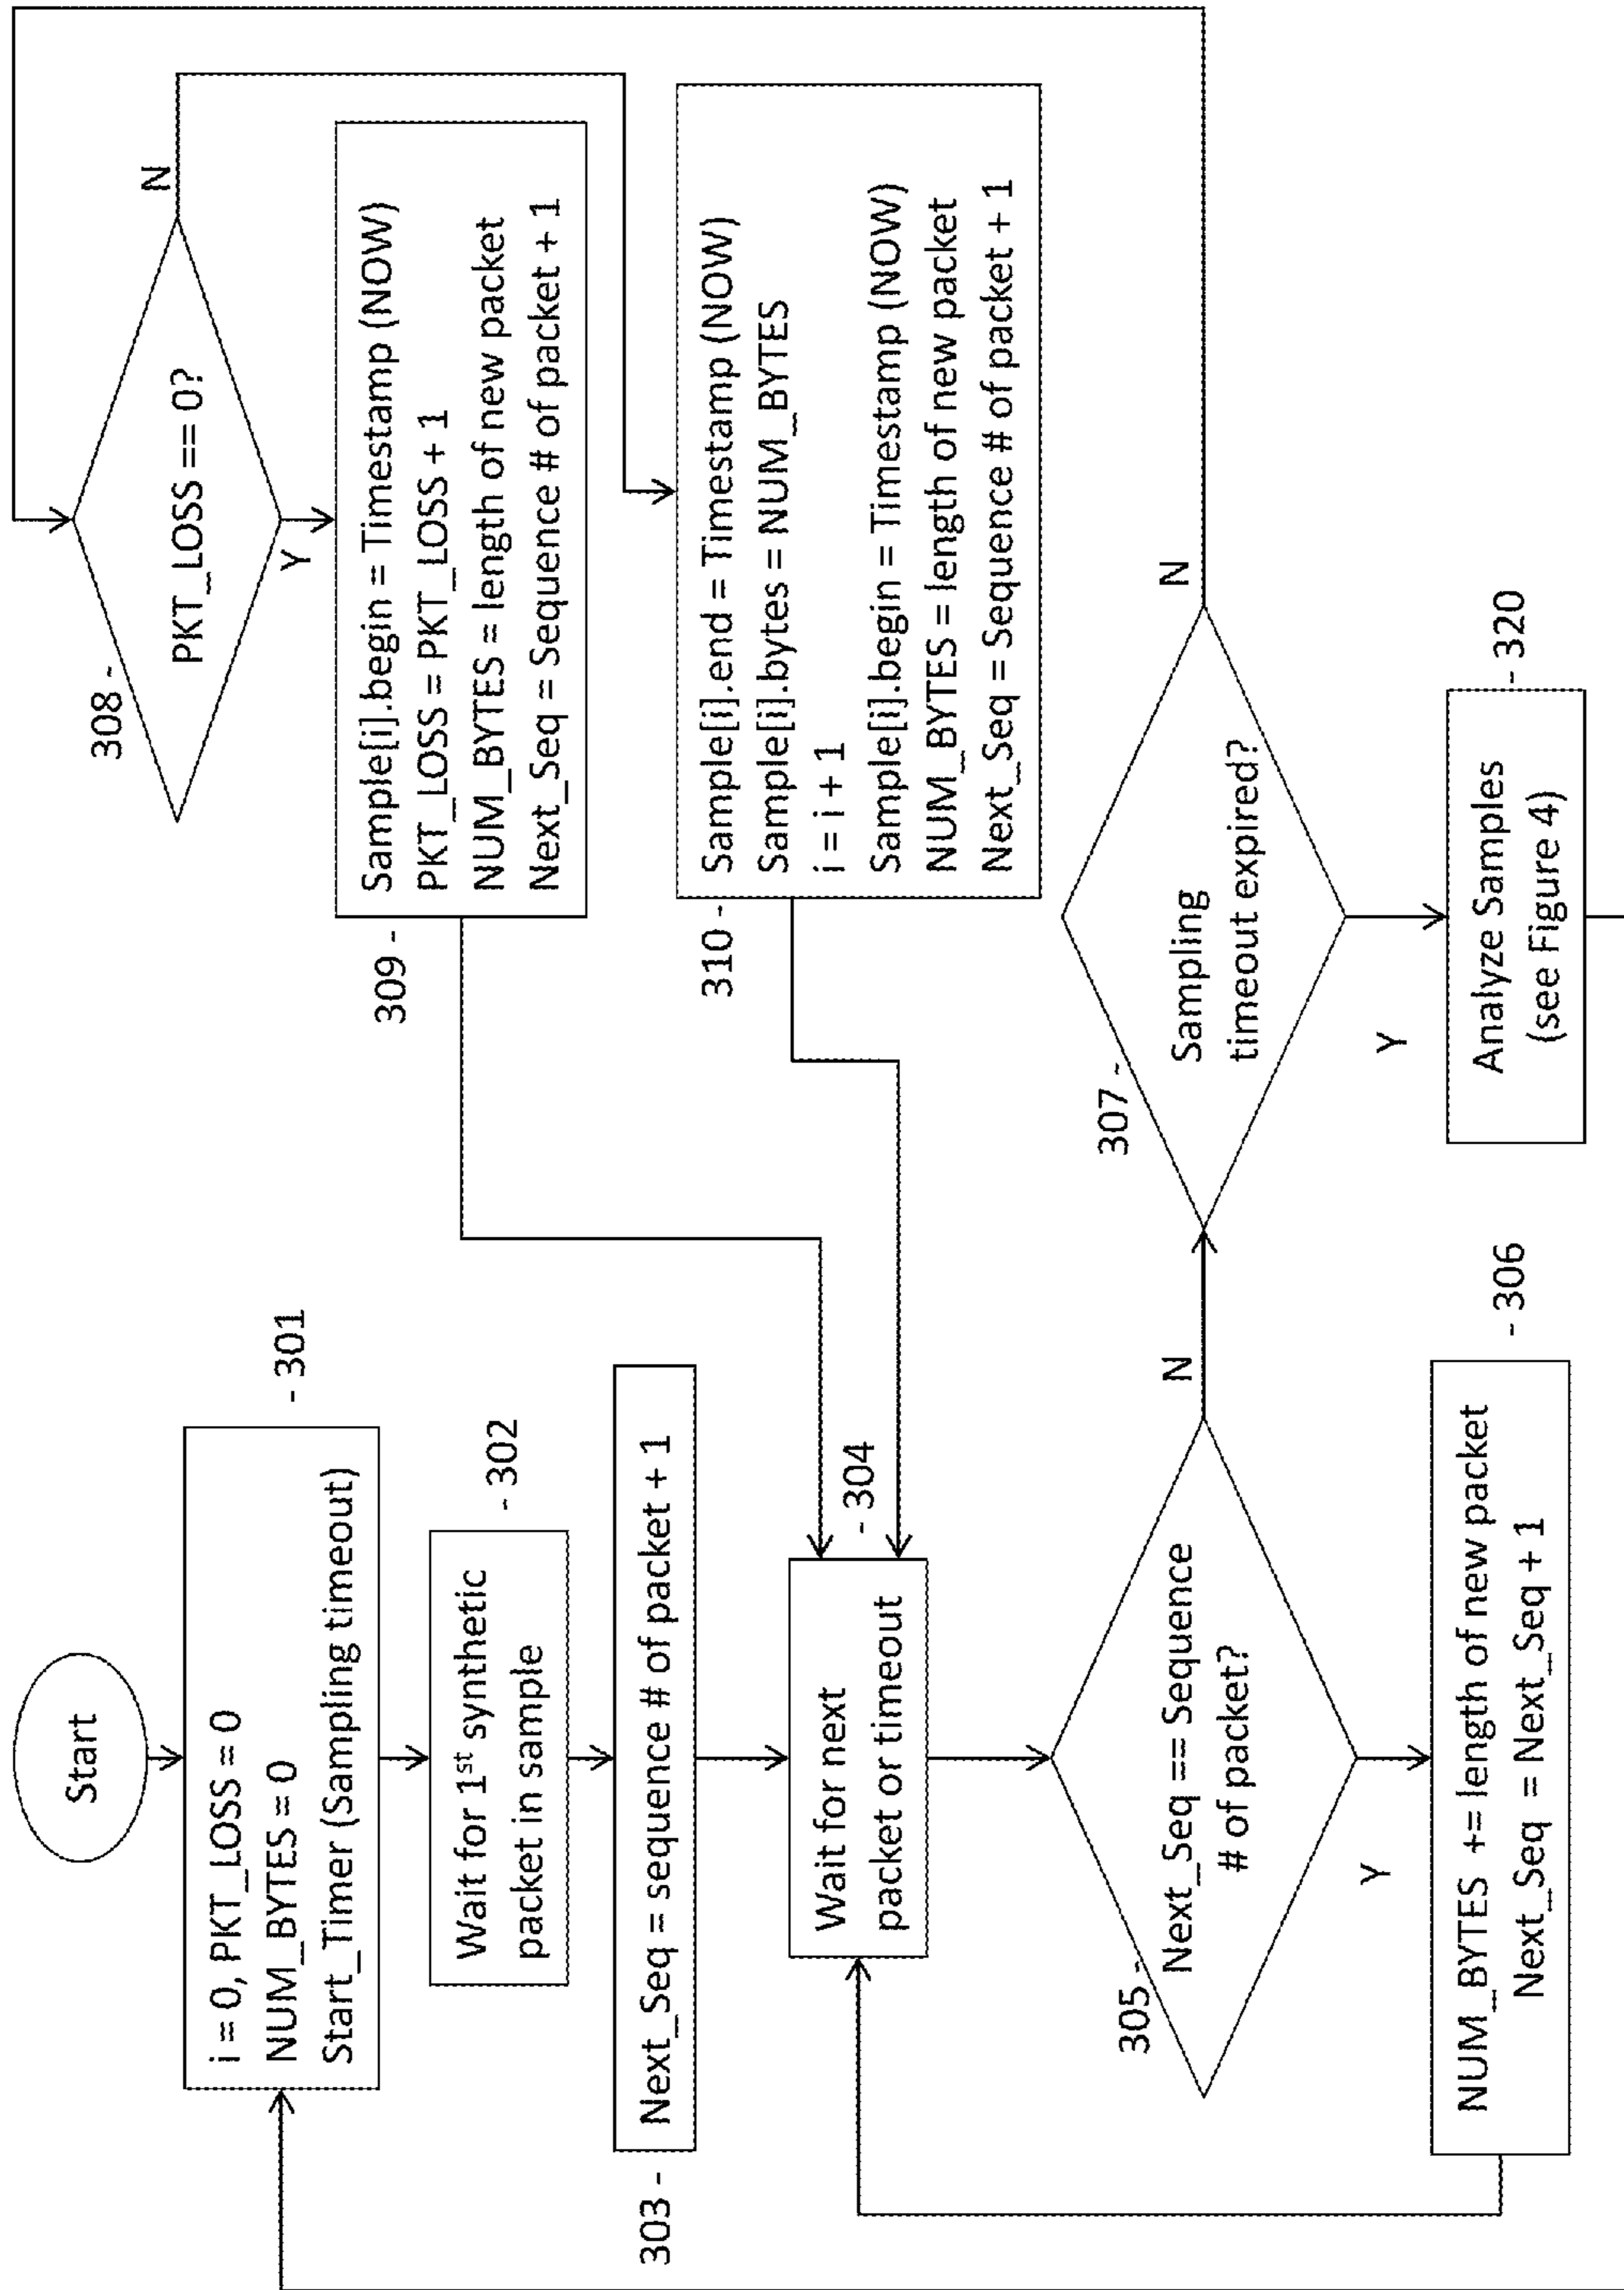 Start
i = 0, PKT_LOSS = 0
NUM_BYTES = 0
Start_Timer (Sampling timeout)
- 301
Wait for 1st synthetic
packet in sample
- 302
303 -
Next_Seq = sequence # of packet + 1
Wait for next
packet or timeout
- 304
305 -
Next_Seq == Sequence
# of packet?
N
Y
NUM_BYTES += length of new packet
Next_Seq = Next_Seq + 1
- 306
307 -
Sampling
timeout expired?
N
Y
Analyze Samples
(see Figure 4)
- 320
308 -
PKT_LOSS == 0?
N
Y
309 -
Sample[i].begin = Timestamp (NOW)
PKT_LOSS = PKT_LOSS + 1
NUM_BYTES = length of new packet
Next_Seq = Sequence # of packet + 1
310 -
Sample[i].end = Timestamp (NOW)
Sample[i].bytes = NUM_BYTES
i = i + 1
Sample[i].begin = Timestamp (NOW)
NUM_BYTES = length of new packet
Next_Seq = Sequence # of packet + 1